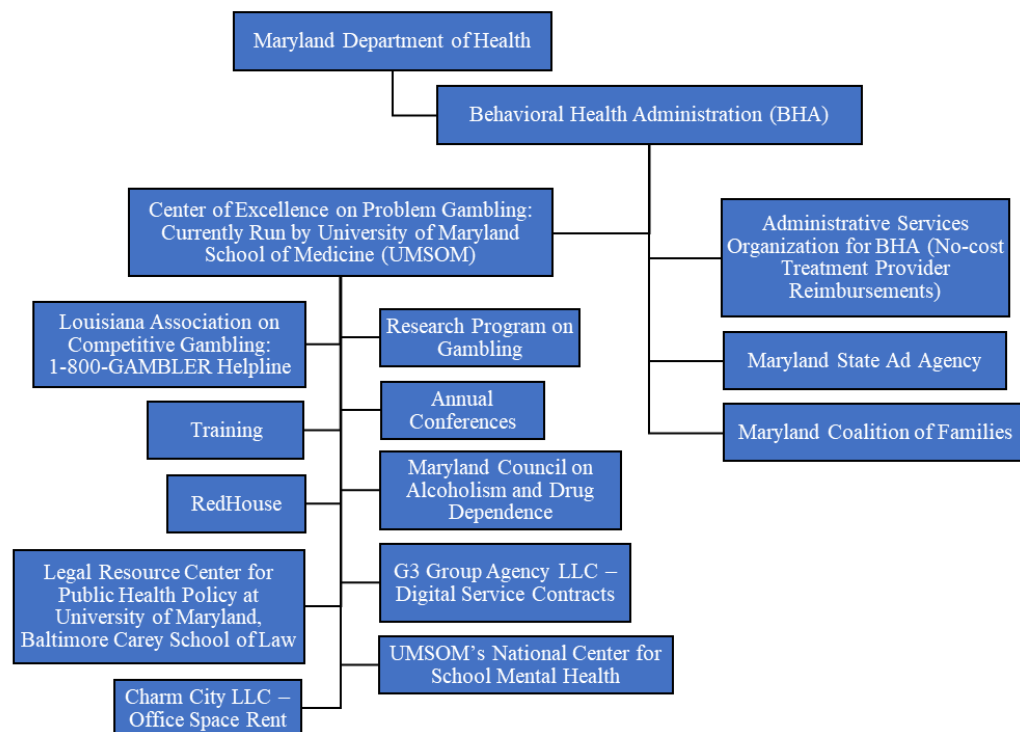 Maryland Department of Health
Behavioral Health Administration (BHA)
Center of Excellence on Problem Gambling:
Currently Run by University of Maryland
School of Medicine (UMSOM)
Administrative Services
Organization for BHA (No-cost
Treatment Provider
Reimbursements)
Louisiana Association on
Competitive Gambling:
1-800-GAMBLER Helpline
Research Program on
Gambling
Maryland State Ad Agency
Annual
Conferences
Training
Maryland Coalition of Families
Maryland Council on
Alcoholism and Drug
Dependence
RedHouse
G3 Group Agency LLC –
Digital Service Contracts
Legal Resource Center for
Public Health Policy at
University of Maryland,
Baltimore Carey School of Law
UMSOM’s National Center for
School Mental Health
Charm City LLC –
Office Space Rent